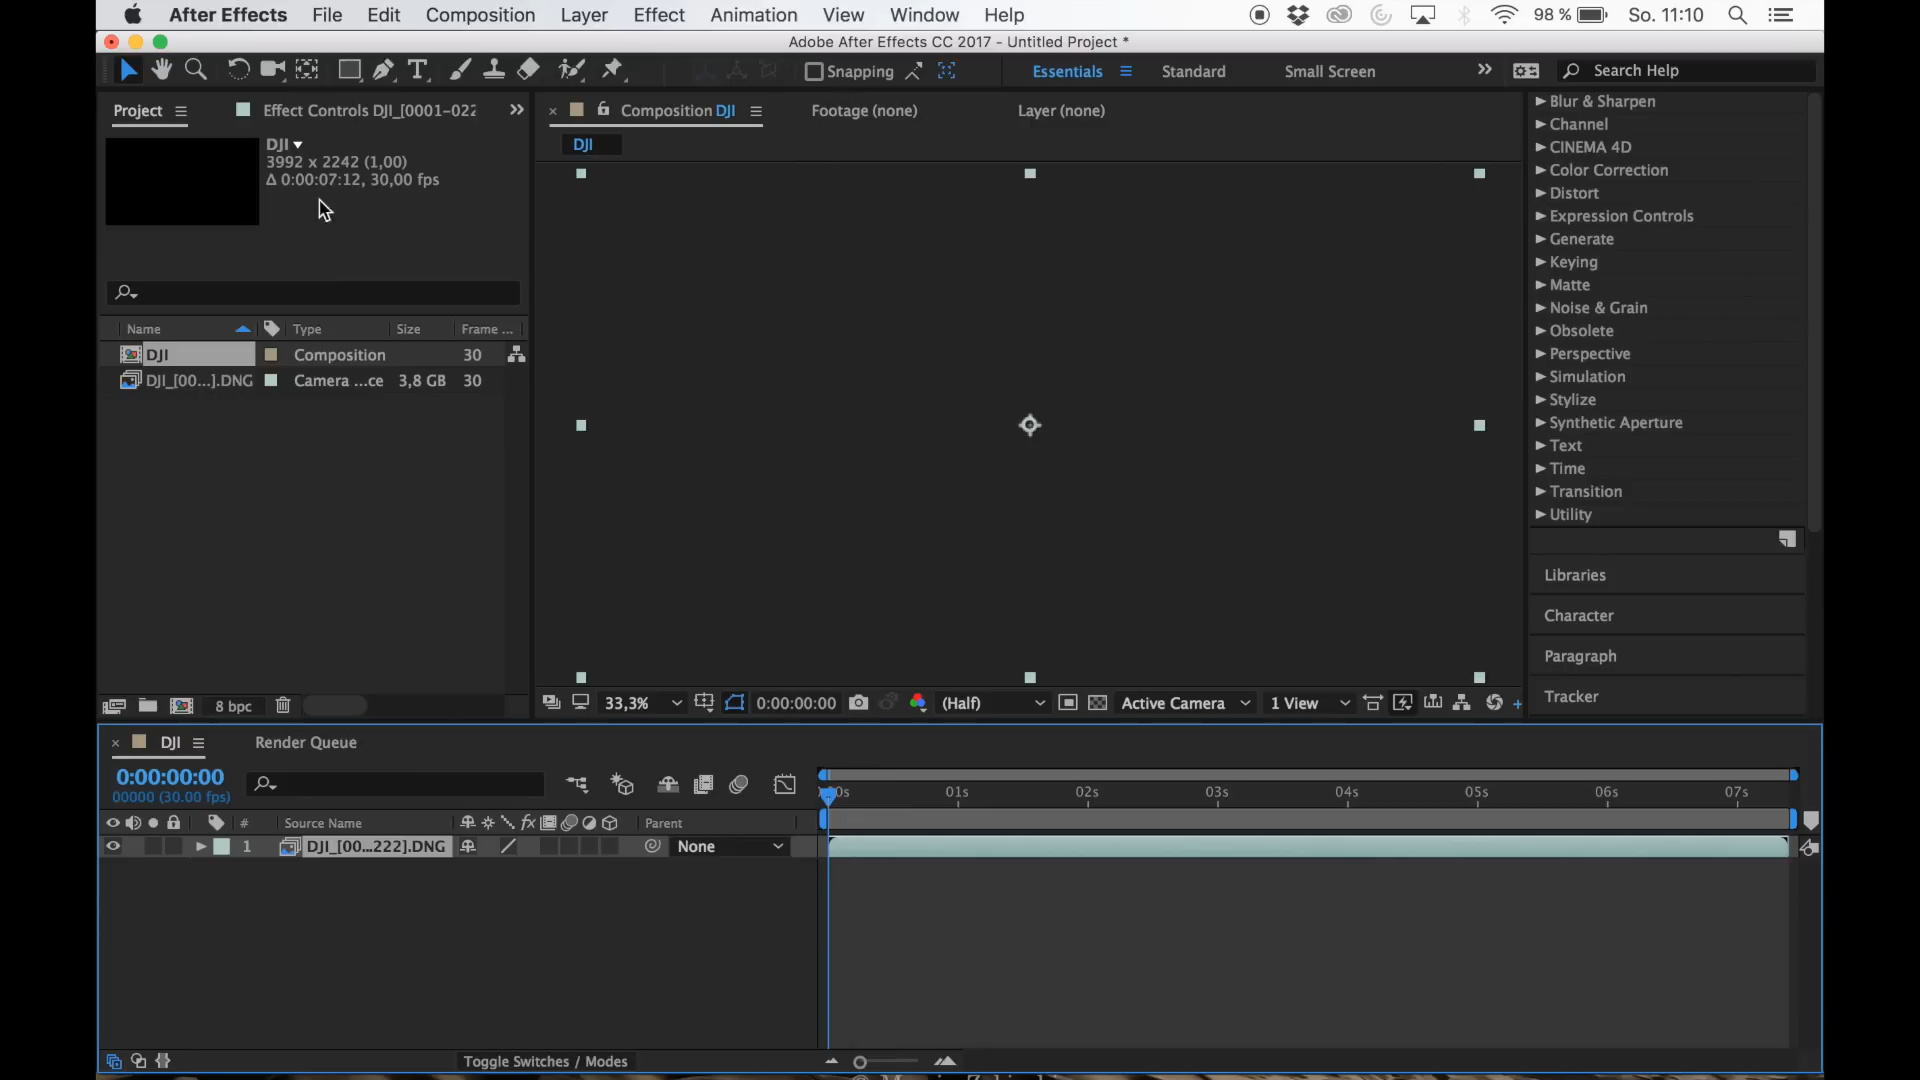 After Effects File Edit Composition Layer Effect Animation View Window Help 98 % So. 11:10
Adobe After Effects CC 2017 - Untitled Project *
Snapping Essentials Standard Small Screen Search Help
Project Effect Controls DJI_[0001-022
Composition DJI Footage (none) Layer (none)
DJI
3992 x 2242 (1,00)
Δ 0:00:07:12, 30,00 fps
DJI
Name Type Size Frame ...
DJI Composition 30
DJI_[00...].DNG Camera ...ce 3,8 GB 30
8 bpc
33,3% 0:00:00:00 (Half) Active Camera 1 View
Blur & Sharpen
Channel
CINEMA 4D
Color Correction
Distort
Expression Controls
Generate
Keying
Matte
Noise & Grain
Obsolete
Perspective
Simulation
Stylize
Synthetic Aperture
Text
Time
Transition
Utility
Libraries
Character
Paragraph
Tracker
DJI Render Queue
0:00:00:00
00000 (30.00 fps)
00s 01s 02s 03s 04s 05s 06s 07s
# Source Name fx Parent
1 DJI_[00...222].DNG None
Toggle Switches / Modes